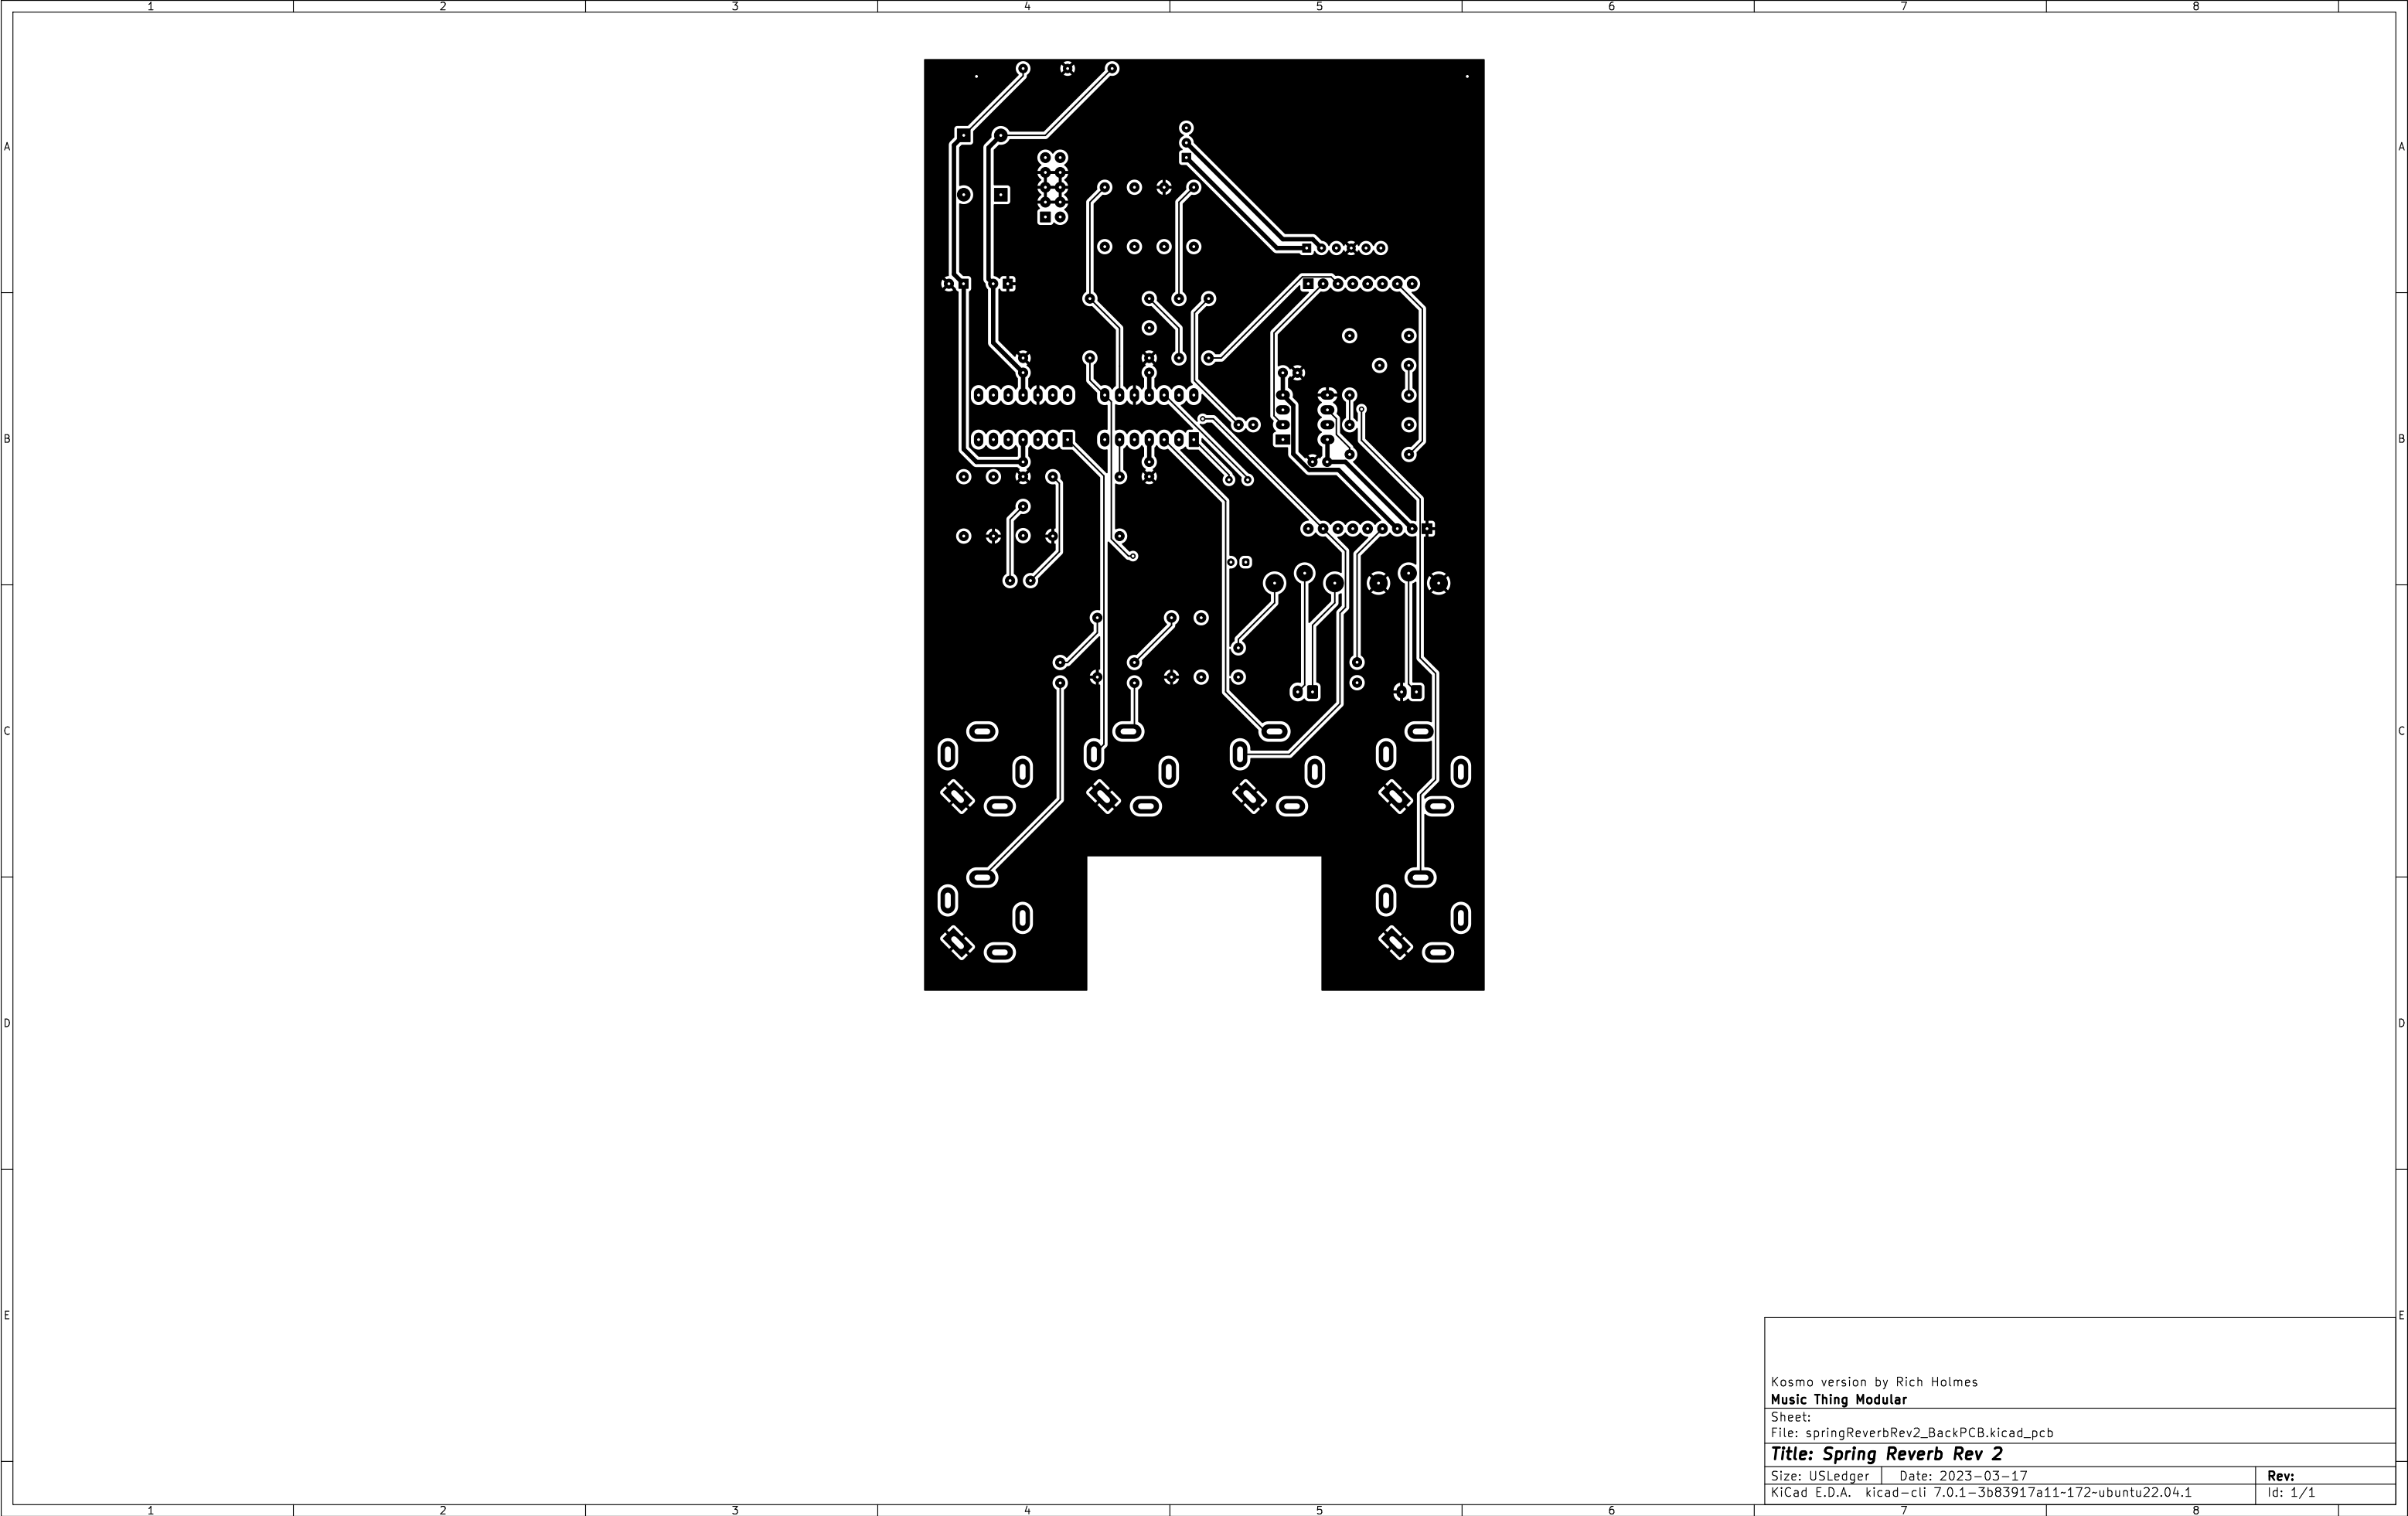 1 2 3 4 5 6 7 8
A A
B B
C C
D D
E E
Kosmo version by Rich Holmes
Music Thing Modular
Sheet:
File: springReverbRev2_BackPCB.kicad_pcb
Title: Spring Reverb Rev 2
Size: USLedger Date: 2023-03-17 Rev:
KiCad E.D.A. kicad-cli 7.0.1-3b83917a11~172~ubuntu22.04.1 Id: 1/1
1 2 3 4 5 6 7 8